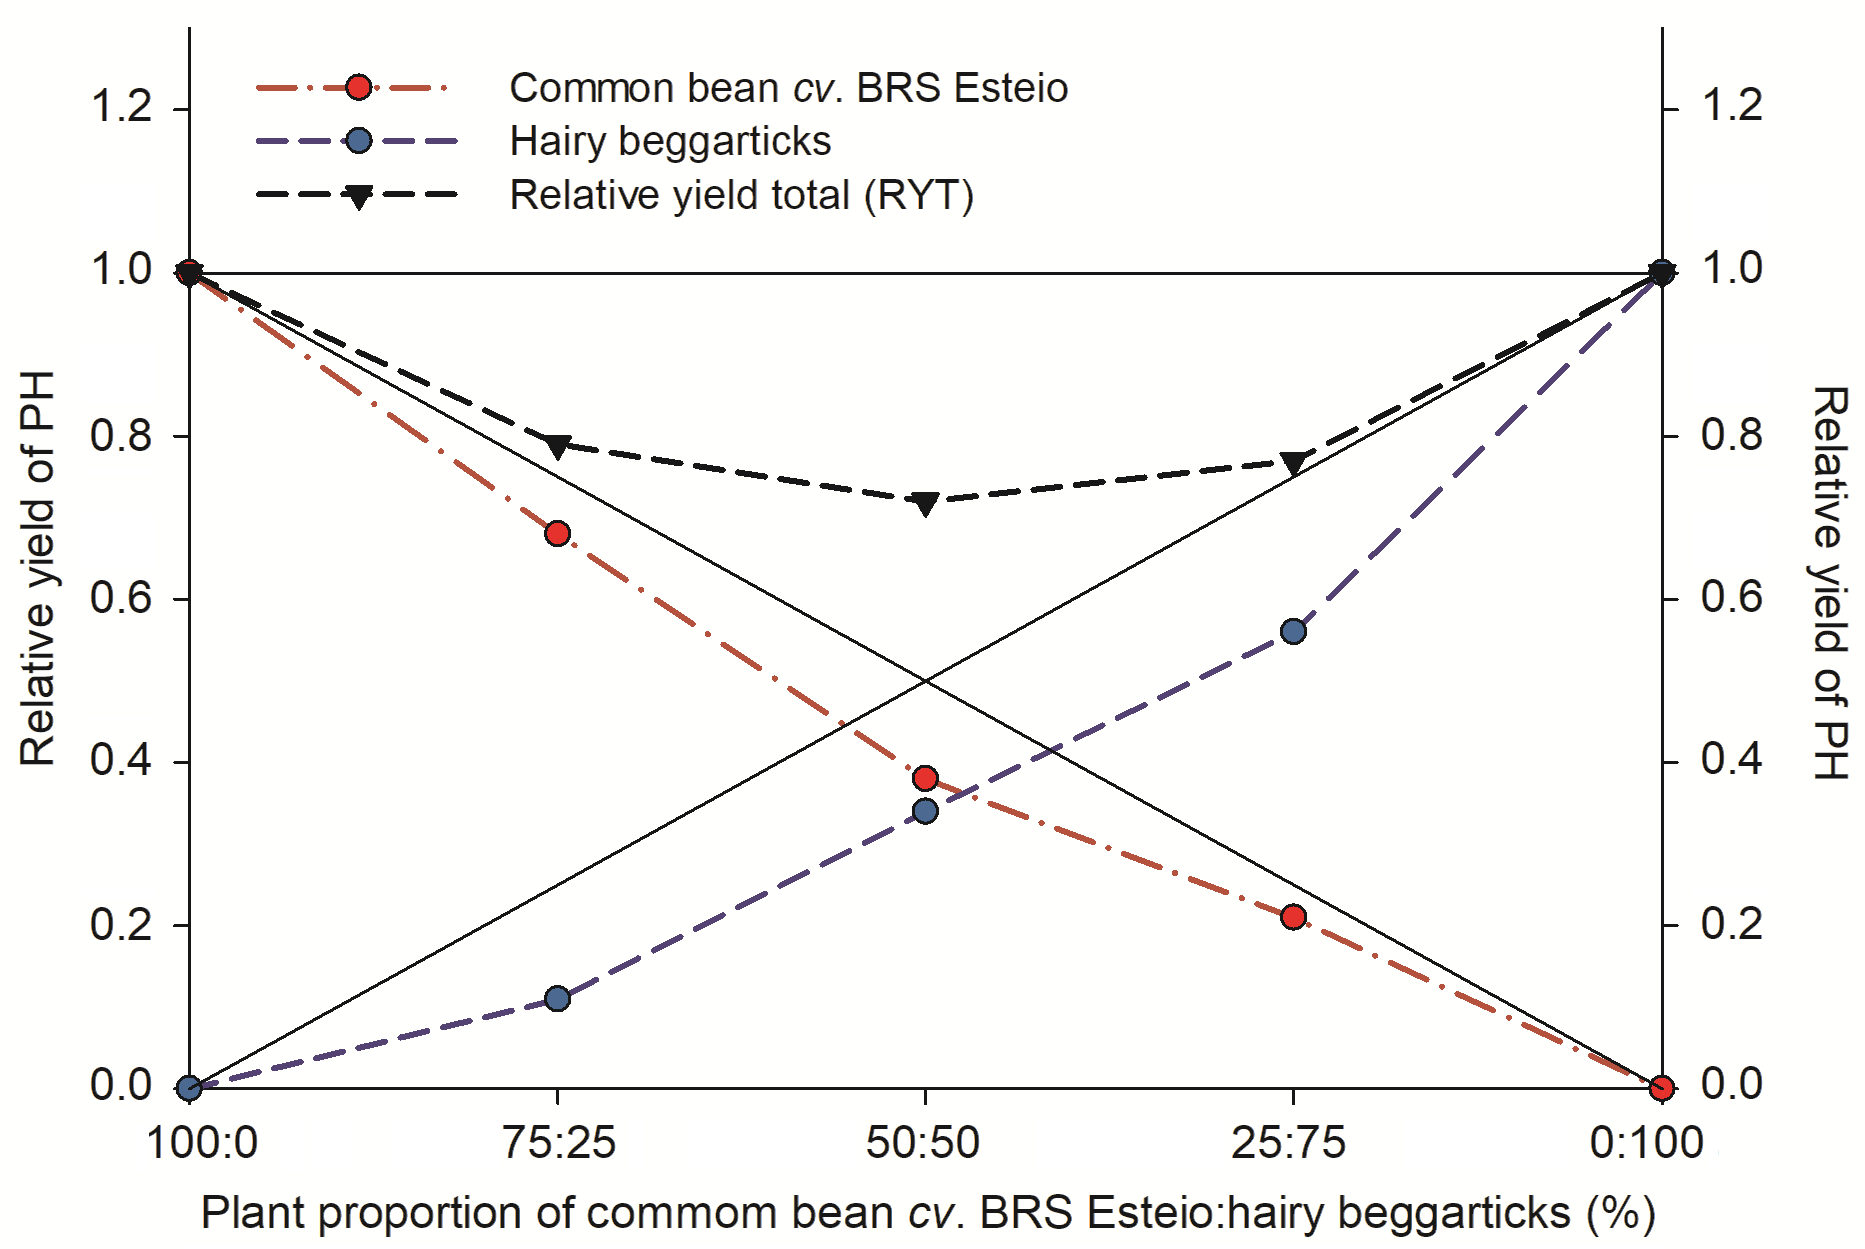 Common bean cv. BRS Esteio
Hairy beggarticks
Relative yield total (RYT)
1.2
1.0
0.8
0.6
0.4
0.2
0.0
Relative yield of PH
1.2
1.0
0.8
0.6
0.4
0.2
0.0
Relative yield of PH
100:0 75:25 50:50 25:75 0:100
Plant proportion of commom bean cv. BRS Esteio:hairy beggarticks (%)